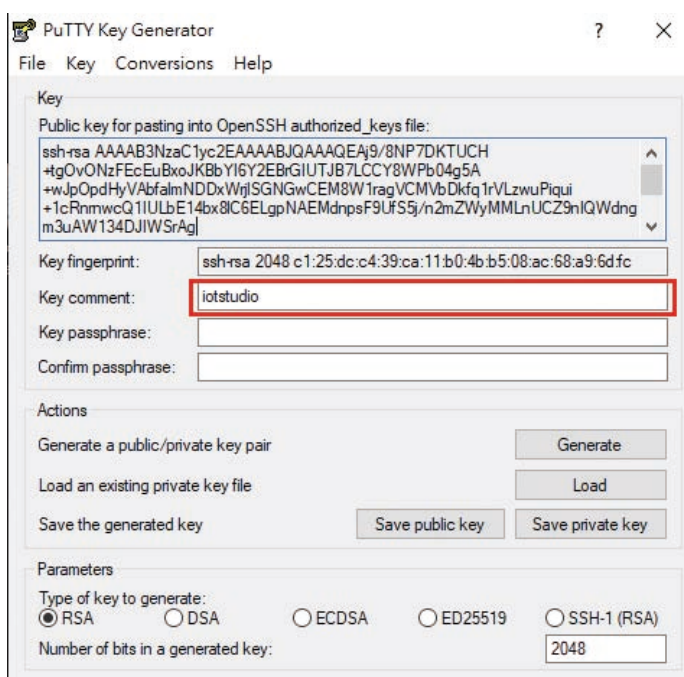 PuTTY Key Generator ? ×
File Key Conversions Help
Key
Public key for pasting into OpenSSH authorized_keys file:
ssh-rsa AAAAB3NzaC1yc2EAAAABJQAAAQEAj9/8NP7DKTUCH
+tgOvONzFEcEuBxoJKBbYl6Y2EBrGIUTJB7LCCY8WPb04g5A
+wJpOpdHyVAbfalmNDDxWrjlSGNGwCEM8W1ragVCMVbDkfq1rVLzwuPiqui
+1cRnmwcQ1IULbE14bx8lC6ELgpNAEMdnpsF9UfS5j/n2mZWyMMLnUCZ9nIQWdng
m3uAW134DJIWSrAg
Key fingerprint: ssh-rsa 2048 c1:25:dc:c4:39:ca:11:b0:4b:b5:08:ac:68:a9:6d:fc
Key comment: iotstudio
Key passphrase:
Confirm passphrase:
Actions
Generate a public/private key pair Generate
Load an existing private key file Load
Save the generated key Save public key Save private key
Parameters
Type of key to generate:
RSA DSA ECDSA ED25519 SSH-1 (RSA)
Number of bits in a generated key: 2048